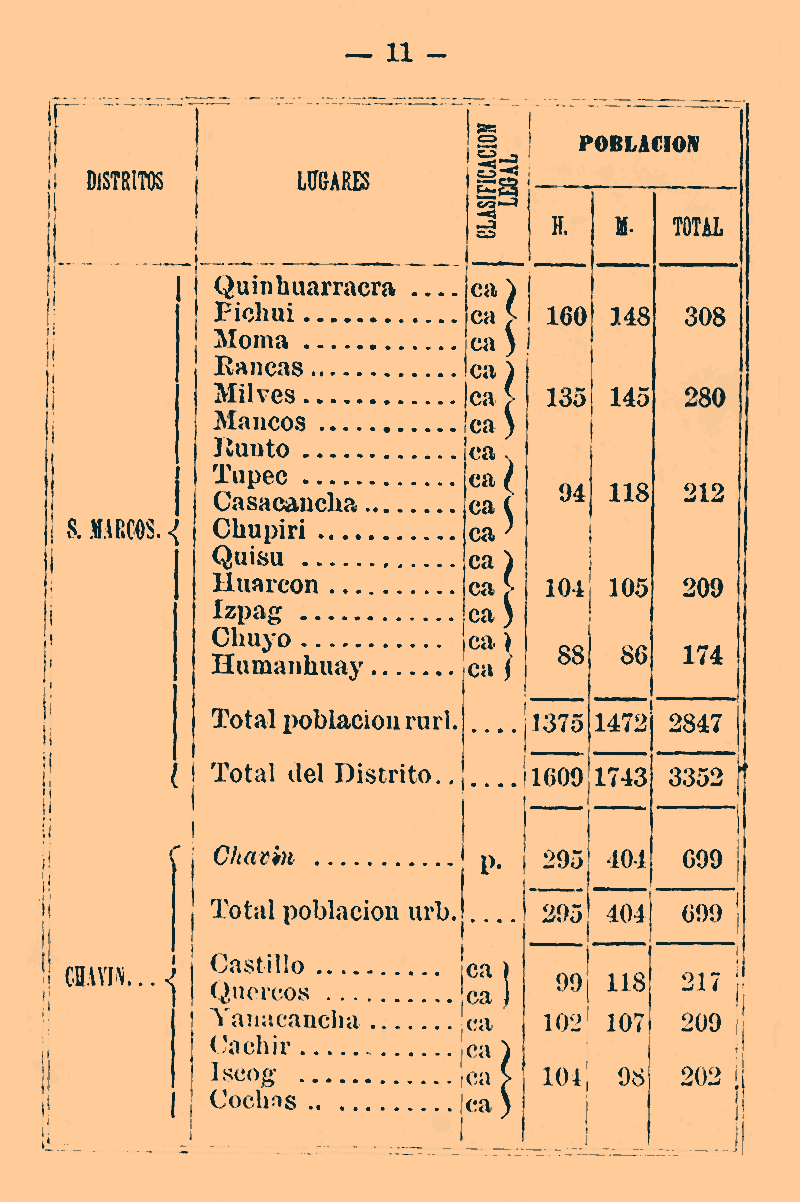 — 11 —
DISTRITOS LUGARES CLASIFICACION LEGAL POBLACION
H. M. TOTAL
Quinhuarracra .... ca
Pichui ............ ca 160 148 308
Moma ............ ca
Rancas ............ ca
Milves ............ ca 135 145 280
Mancos ........... ca
Runto ............ ca
Tupec ............ ca
94 118 212
Casacancha ........ ca
S. MARCOS. Chupiri ........... ca
Quisu ............ ca
Huarcon .......... ca 104 105 209
Izpag ............ ca
Chuyo ........... ca
88 86 174
Humanhuay ....... ca
Total poblacion rurl. .... 1375 1472 2847
Total del Distrito.. .... 1609 1743 3352
Chavin ........... p. 295 404 699
Total poblacion urb. .... 295 404 699
Castillo .......... ca
CHAVIN... 99 118 217
Quercos .......... ca
Yanacancha ....... ca 102 107 209
Cachir ............ ca
Iscog ............ ca 104 98 202
Cochas .. ......... ca